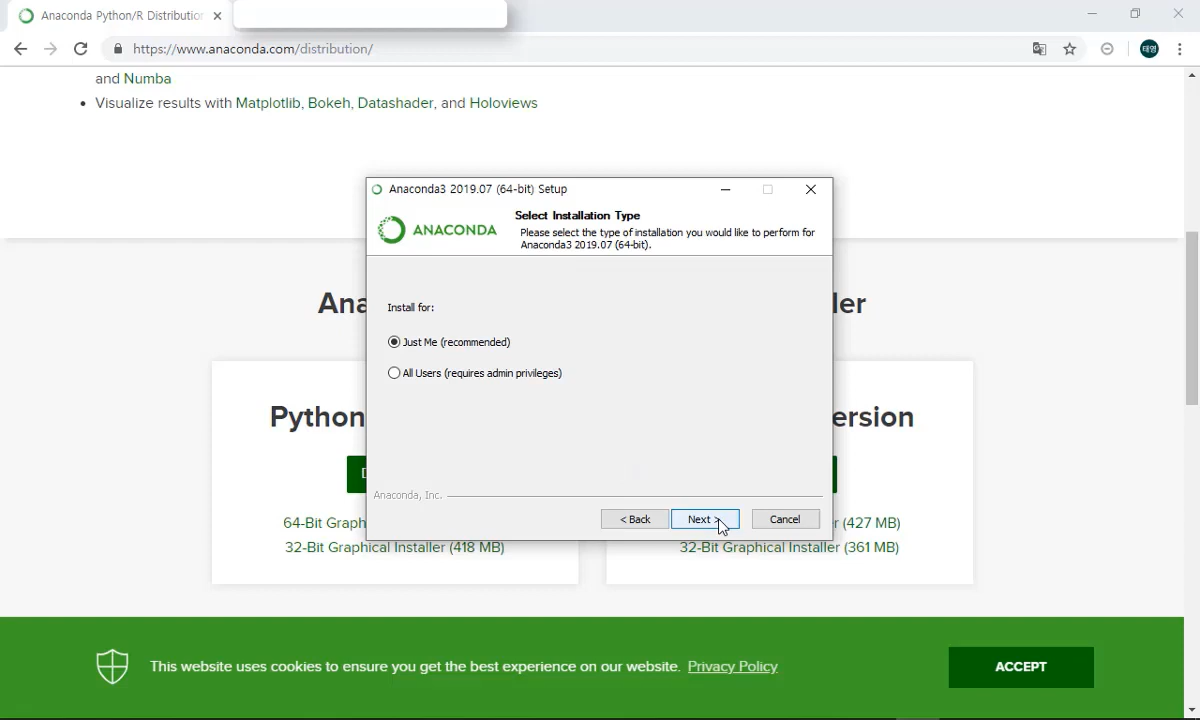 Anaconda Python/R Distribution
https://www.anaconda.com/distribution/
태영
and Numba
• Visualize results with Matplotlib, Bokeh, Datashader, and Holoviews
Anaconda3 2019.07 (64-bit) Setup
ANACONDA
Select Installation Type
Please select the type of installation you would like to perform for
Anaconda3 2019.07 (64-bit).
Install for:
Just Me (recommended)
All Users (requires admin privileges)
Anaconda, Inc.
< Back
Next >
Cancel
Python
64-Bit Graph
(427 MB)
32-Bit Graphical Installer (418 MB)
32-Bit Graphical Installer (361 MB)
This website uses cookies to ensure you get the best experience on our website. Privacy Policy
ACCEPT